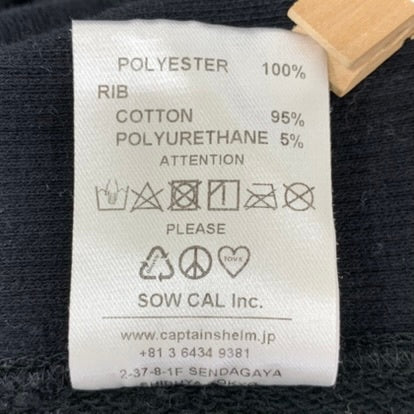 POLYESTER 100%
RIB
COTTON 95%
POLYURETHANE 5%
ATTENTION
PLEASE
SOW CAL Inc.
www.captainshelm.jp
+81 3 6434 9381
2-37-8-1F SENDAGAYA